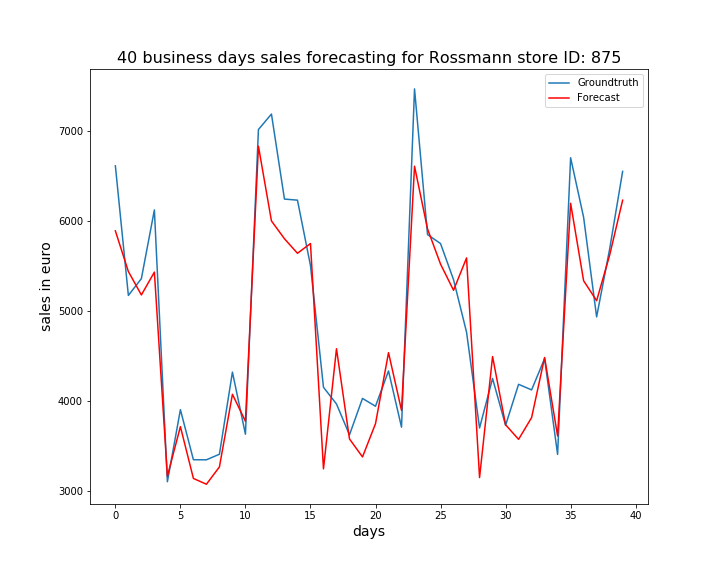 40 business days sales forecasting for Rossmann store ID: 875
Groundtruth
Forecast
7000
6000
5000
4000
3000
sales in euro
0 5 10 15 20 25 30 35 40
days